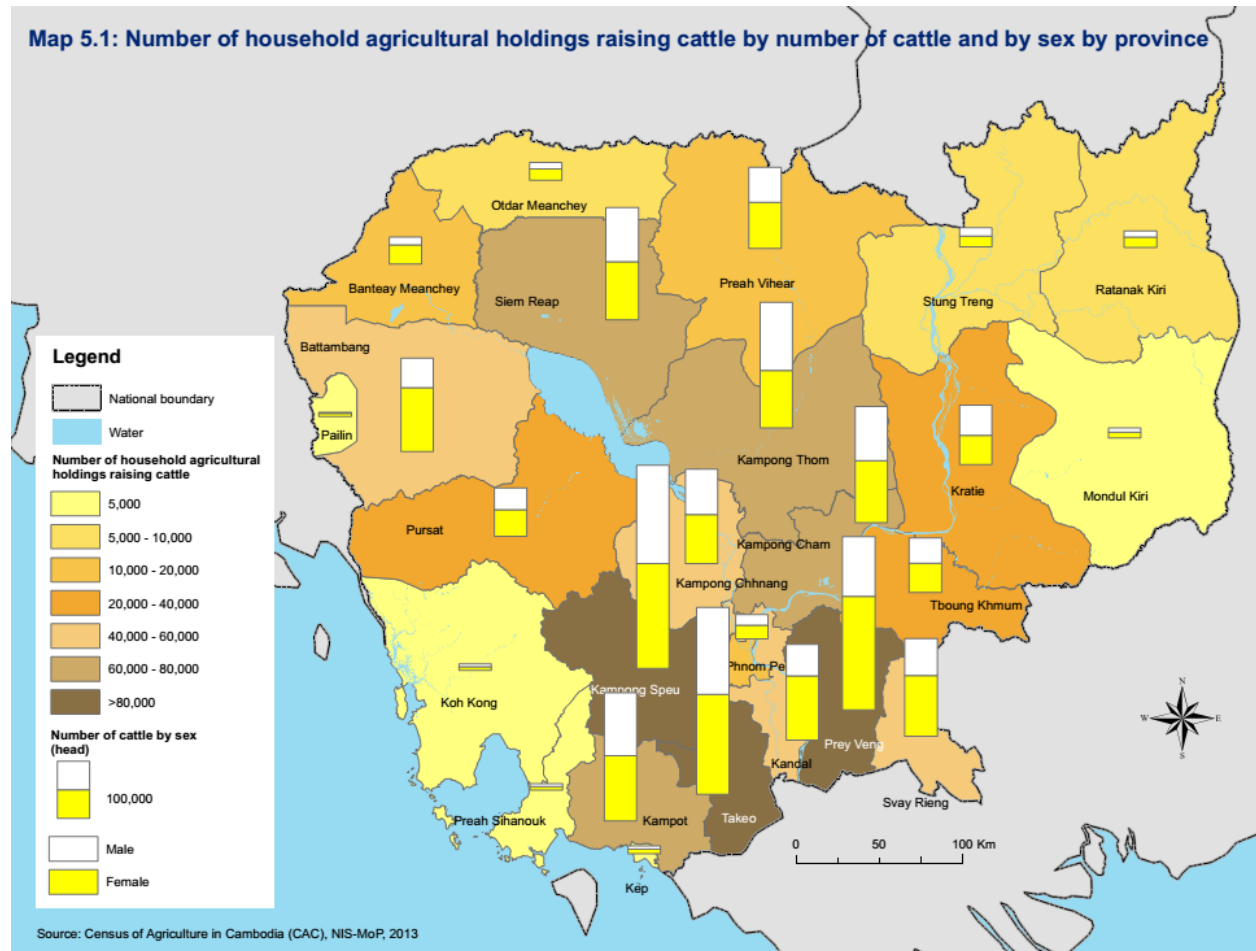 Map 5.1: Number of household agricultural holdings raising cattle by number of cattle and by sex by province
Otdar Meanchey
Banteay Meanchey
Siem Reap
Preah Vihear
Stung Treng
Ratanak Kiri
Battambang
Pailin
Kampong Thom
Kratie
Mondul Kiri
Pursat
Kampong Cham
Kampong Chhnang
Tboung Khmum
Phnom Pe
Kampong Speu
Koh Kong
Prey Veng
Kandal
Svay Rieng
Preah Sihanouk
Kampot
Takeo
Kep
Legend
National boundary
Water
Number of household agricultural
holdings raising cattle
5,000
5,000 - 10,000
10,000 - 20,000
20,000 - 40,000
40,000 - 60,000
60,000 - 80,000
>80,000
Number of cattle by sex
(head)
100,000
Male
Female
N
W
E
S
0 50 100 Km
Source: Census of Agriculture in Cambodia (CAC), NIS-MoP, 2013